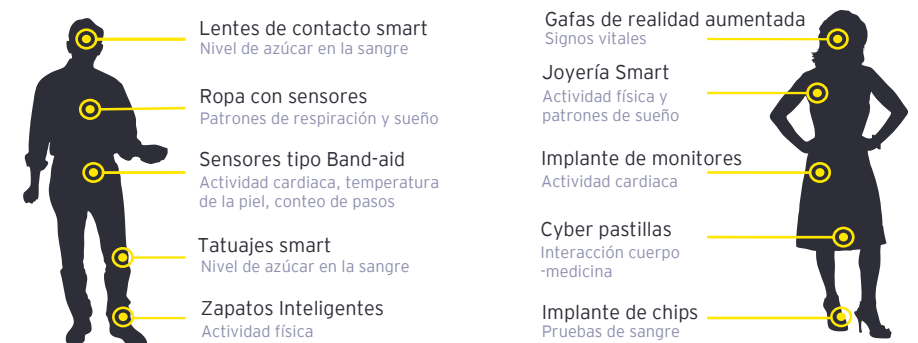 Lentes de contacto smart
Nivel de azúcar en la sangre
Ropa con sensores
Patrones de respiración y sueño
Sensores tipo Band-aid
Actividad cardiaca, temperatura
de la piel, conteo de pasos
Tatuajes smart
Nivel de azúcar en la sangre
Zapatos Inteligentes
Actividad física
Gafas de realidad aumentada
Signos vitales
Joyería Smart
Actividad física y
patrones de sueño
Implante de monitores
Actividad cardiaca
Cyber pastillas
Interacción cuerpo
-medicina
Implante de chips
Pruebas de sangre